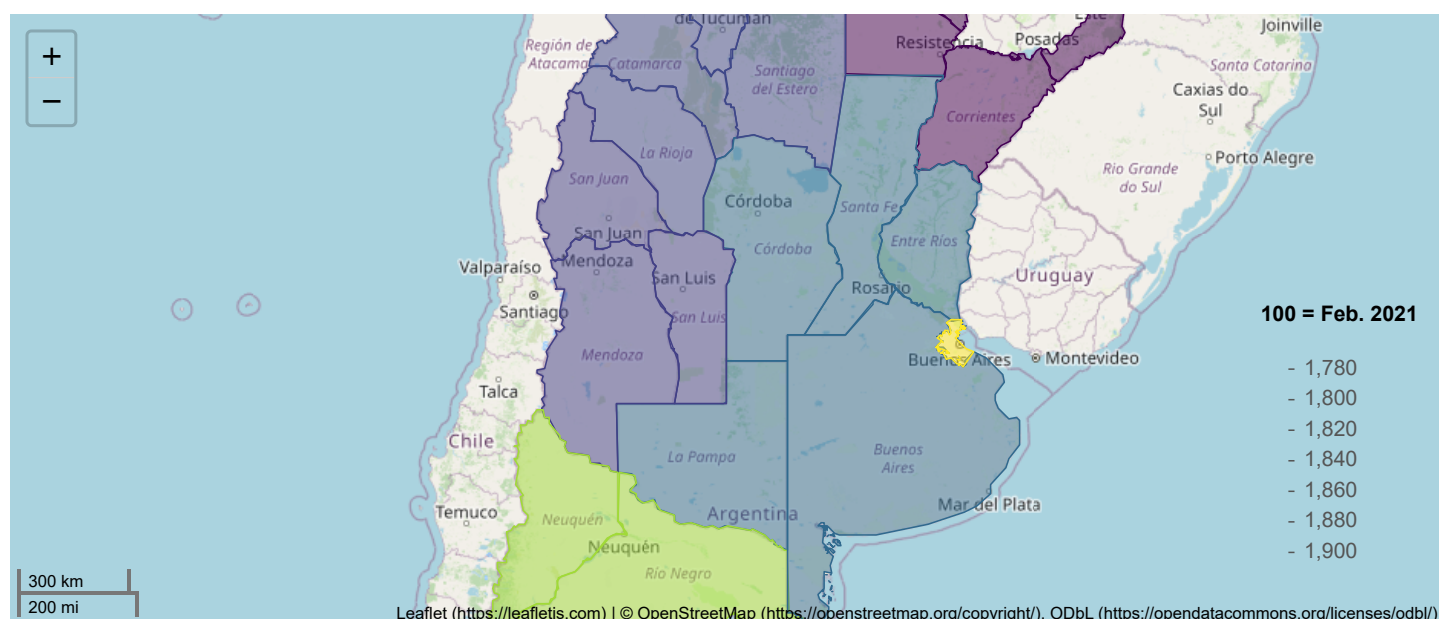 +
−
de Tucumán
Este
Joinville
Región de
Atacama
Catamarca
Resistencia
Posadas
Santa Catarina
Santiago
del Estero
Caxias do
Sul
Corrientes
La Rioja
Porto Alegre
San Juan
Rio Grande
do Sul
Córdoba
Santa Fe
San Juan
Córdoba
Entre Ríos
Valparaíso
Mendoza
San Luis
Uruguay
Rosario
Santiago
San Luis
100 = Feb. 2021
Mendoza
Buenos Aires
Montevideo
- 1,780
Talca
- 1,800
- 1,820
Chile
La Pampa
Buenos
Aires
- 1,840
- 1,860
Temuco
Neuquén
Argentina
Mar del Plata
- 1,880
Neuquén
- 1,900
Río Negro
300 km
200 mi
Leaflet (https://leafletjs.com) | © OpenStreetMap (https://openstreetmap.org/copyright/), ODbL (https://opendatacommons.org/licenses/odbl/)